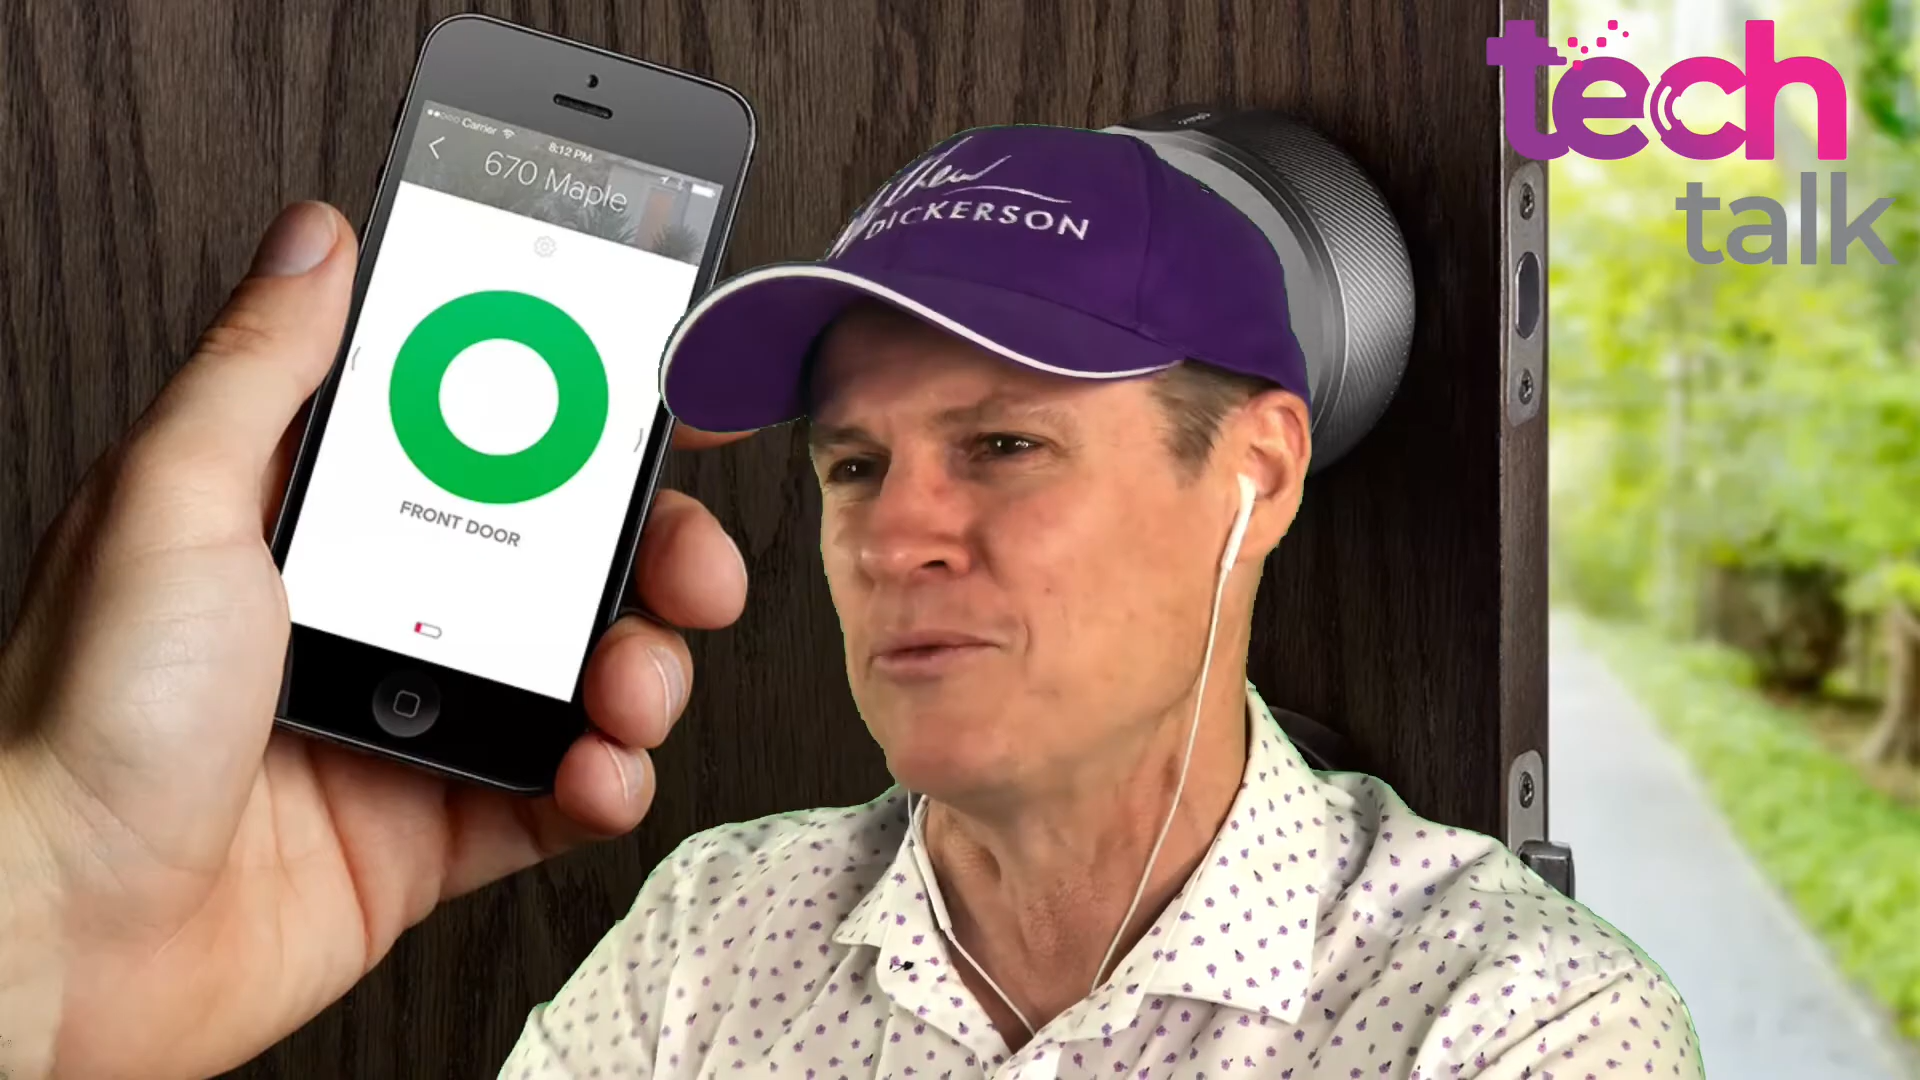 Carrier
8:12 PM
670 Maple
FRONT DOOR
DICKERSON
tech
talk